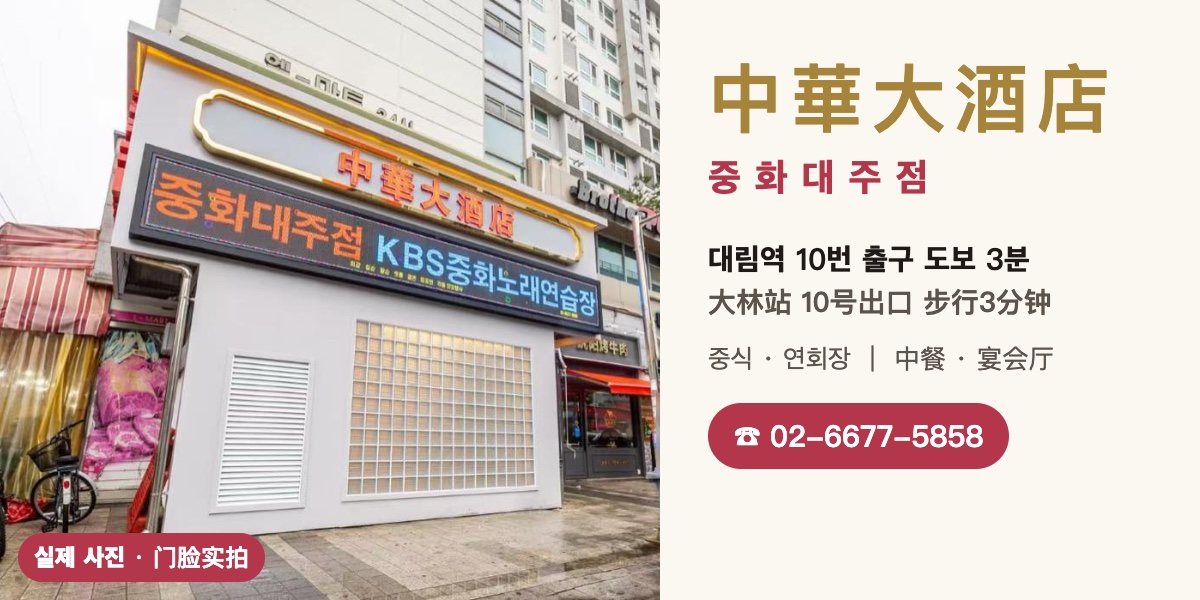 中華大酒店
중화대주점
KBS중화노래연습장
실제 사진 · 门脸实拍
中華大酒店
중화대주점
대림역 10번 출구 도보 3분
大林站 10号出口 步行3分钟
중식 · 연회장 | 中餐 · 宴会厅
☎ 02-6677-5858